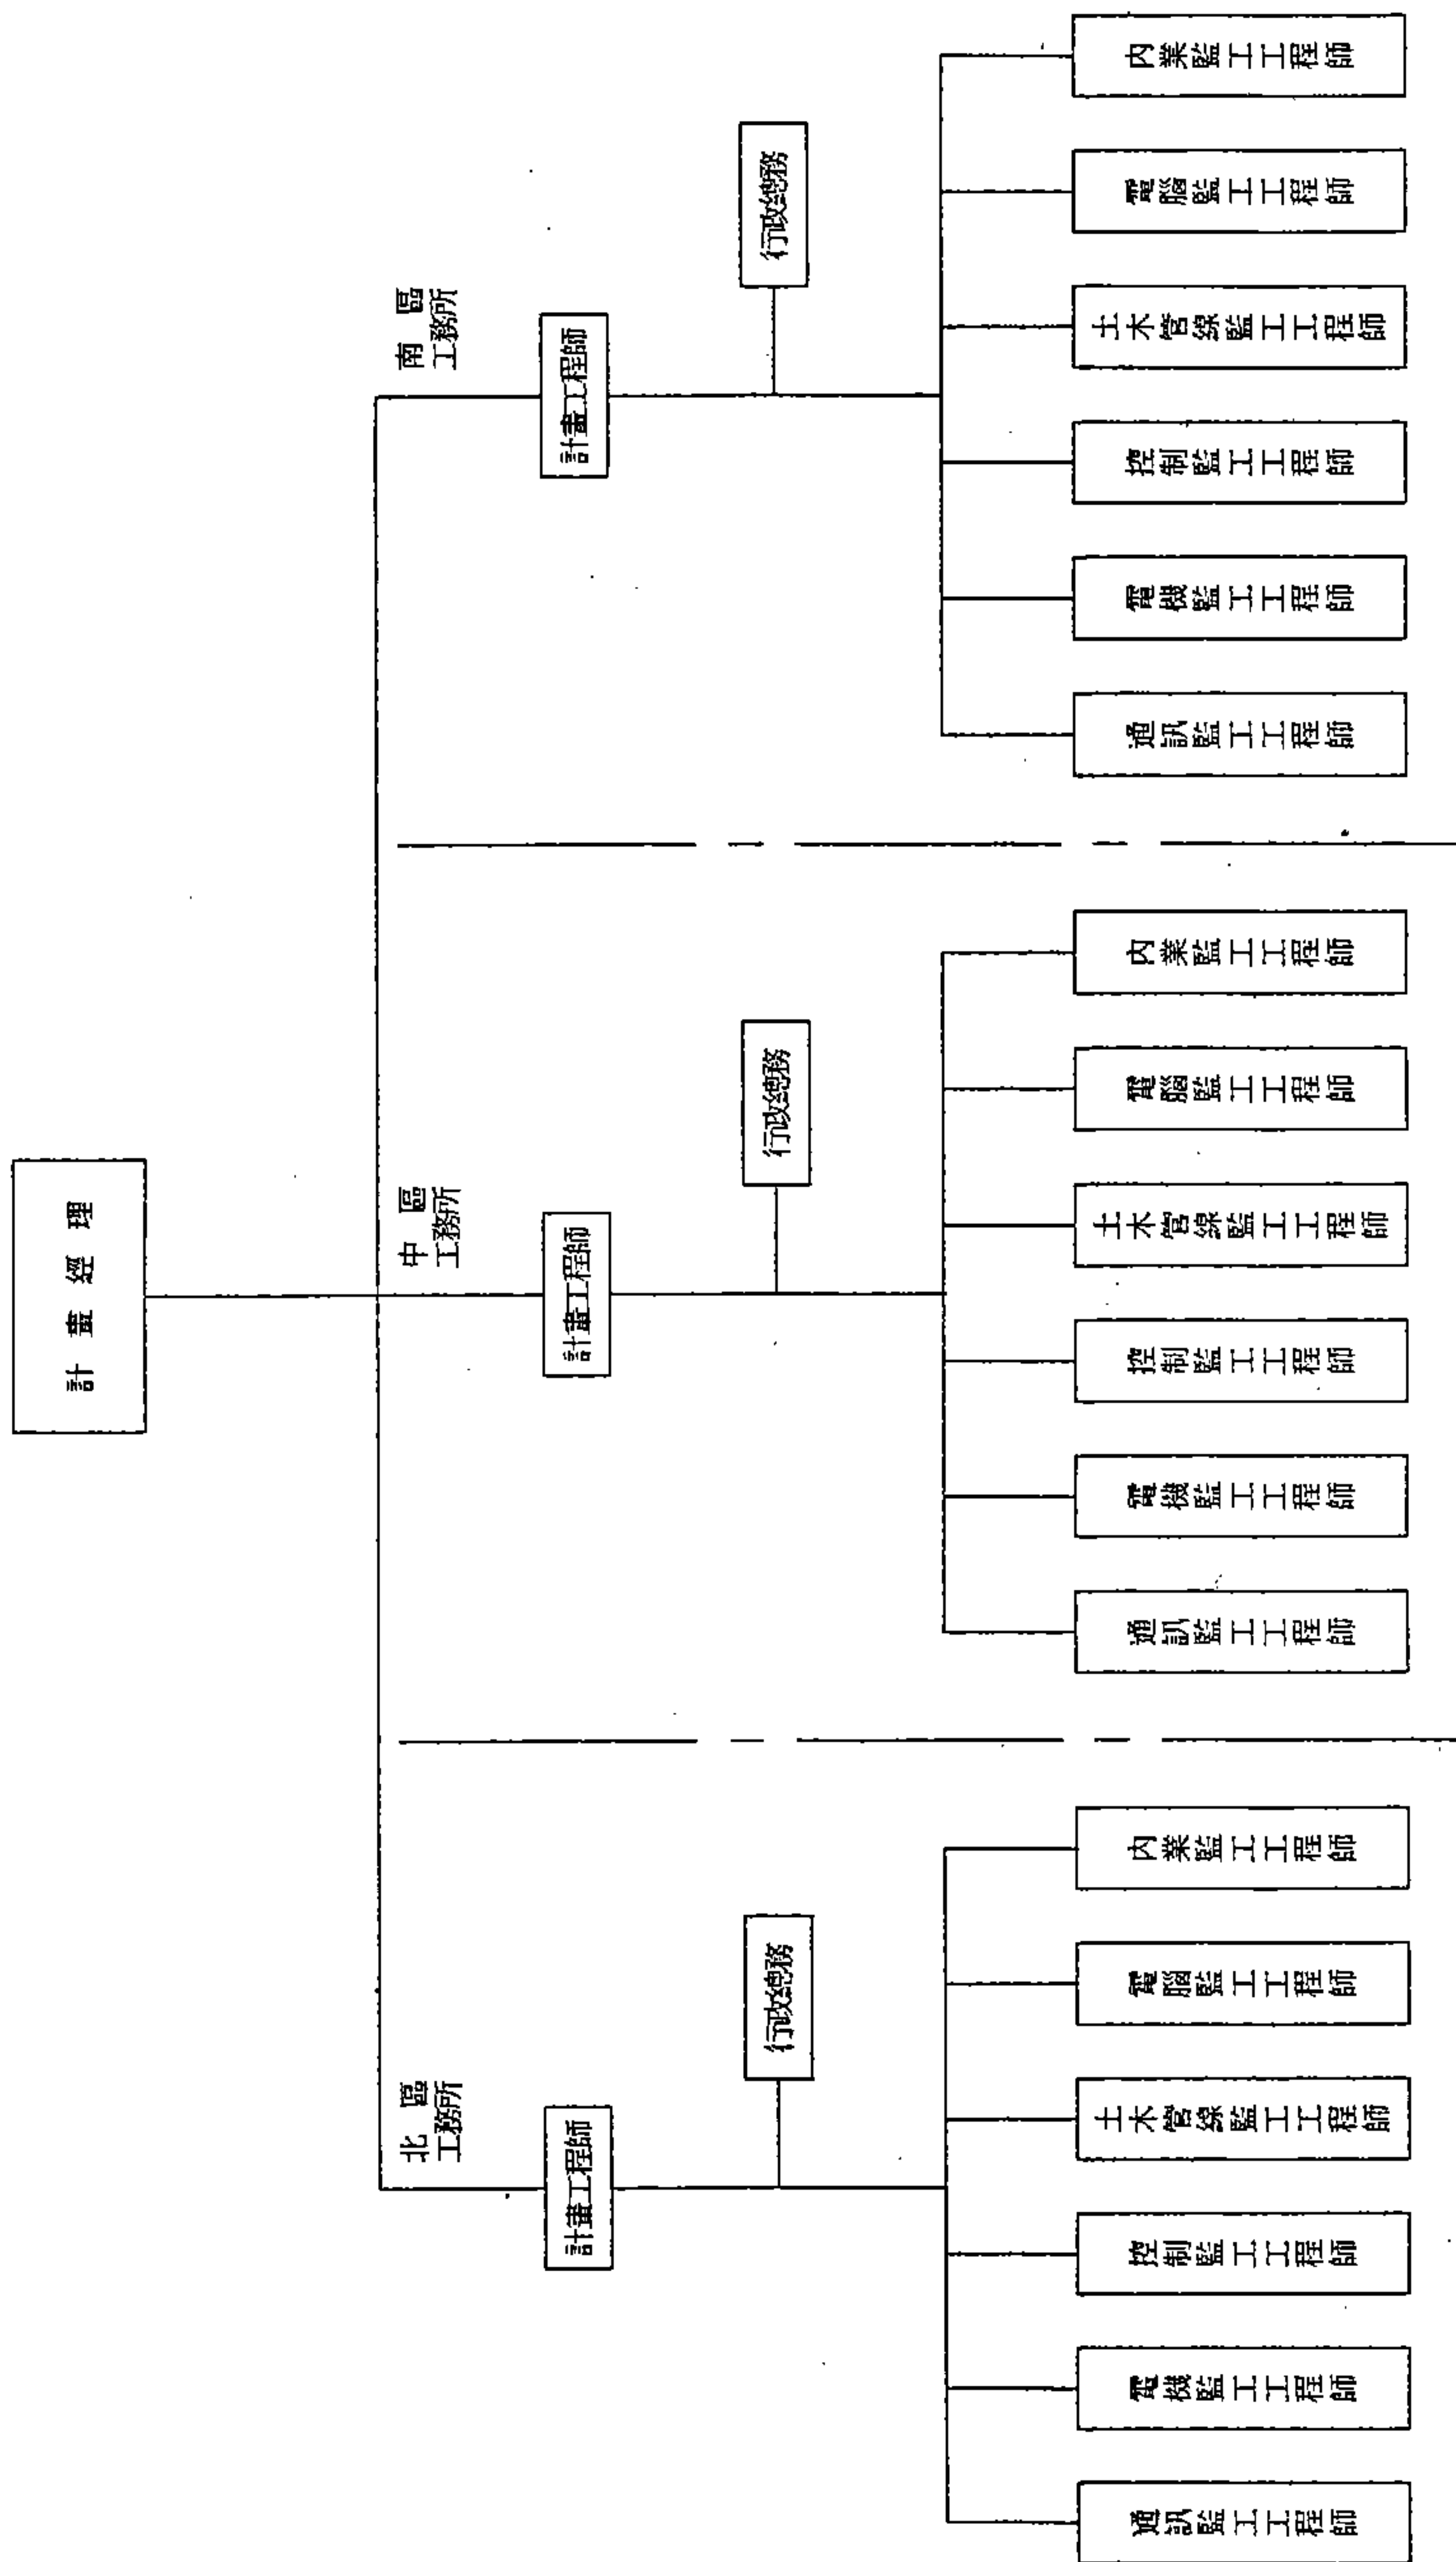 計畫經理
北區
工務所
中區
工務所
南區
工務所
計畫工程師
計畫工程師
計畫工程師
行政總務
行政總務
行政總務
通訊監工工程師
電機監工工程師
控制監工工程師
土木管線監工工程師
電腦監工工程師
內業監工工程師
通訊監工工程師
電機監工工程師
控制監工工程師
土木管線監工工程師
電腦監工工程師
內業監工工程師
通訊監工工程師
電機監工工程師
控制監工工程師
土木管線監工工程師
電腦監工工程師
內業監工工程師